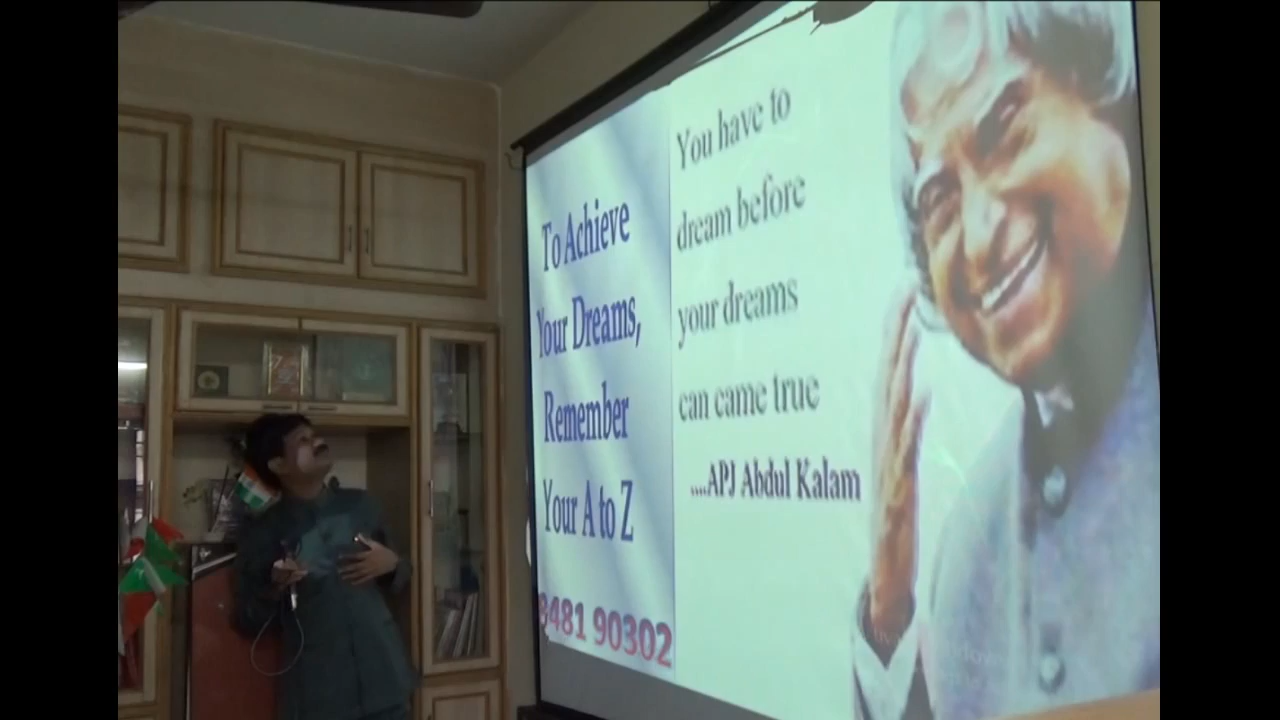 To Achieve
Your Dreams,
Remember
Your A to Z
9481 90302
You have to
dream before
your dreams
can came true
....APJ Abdul Kalam